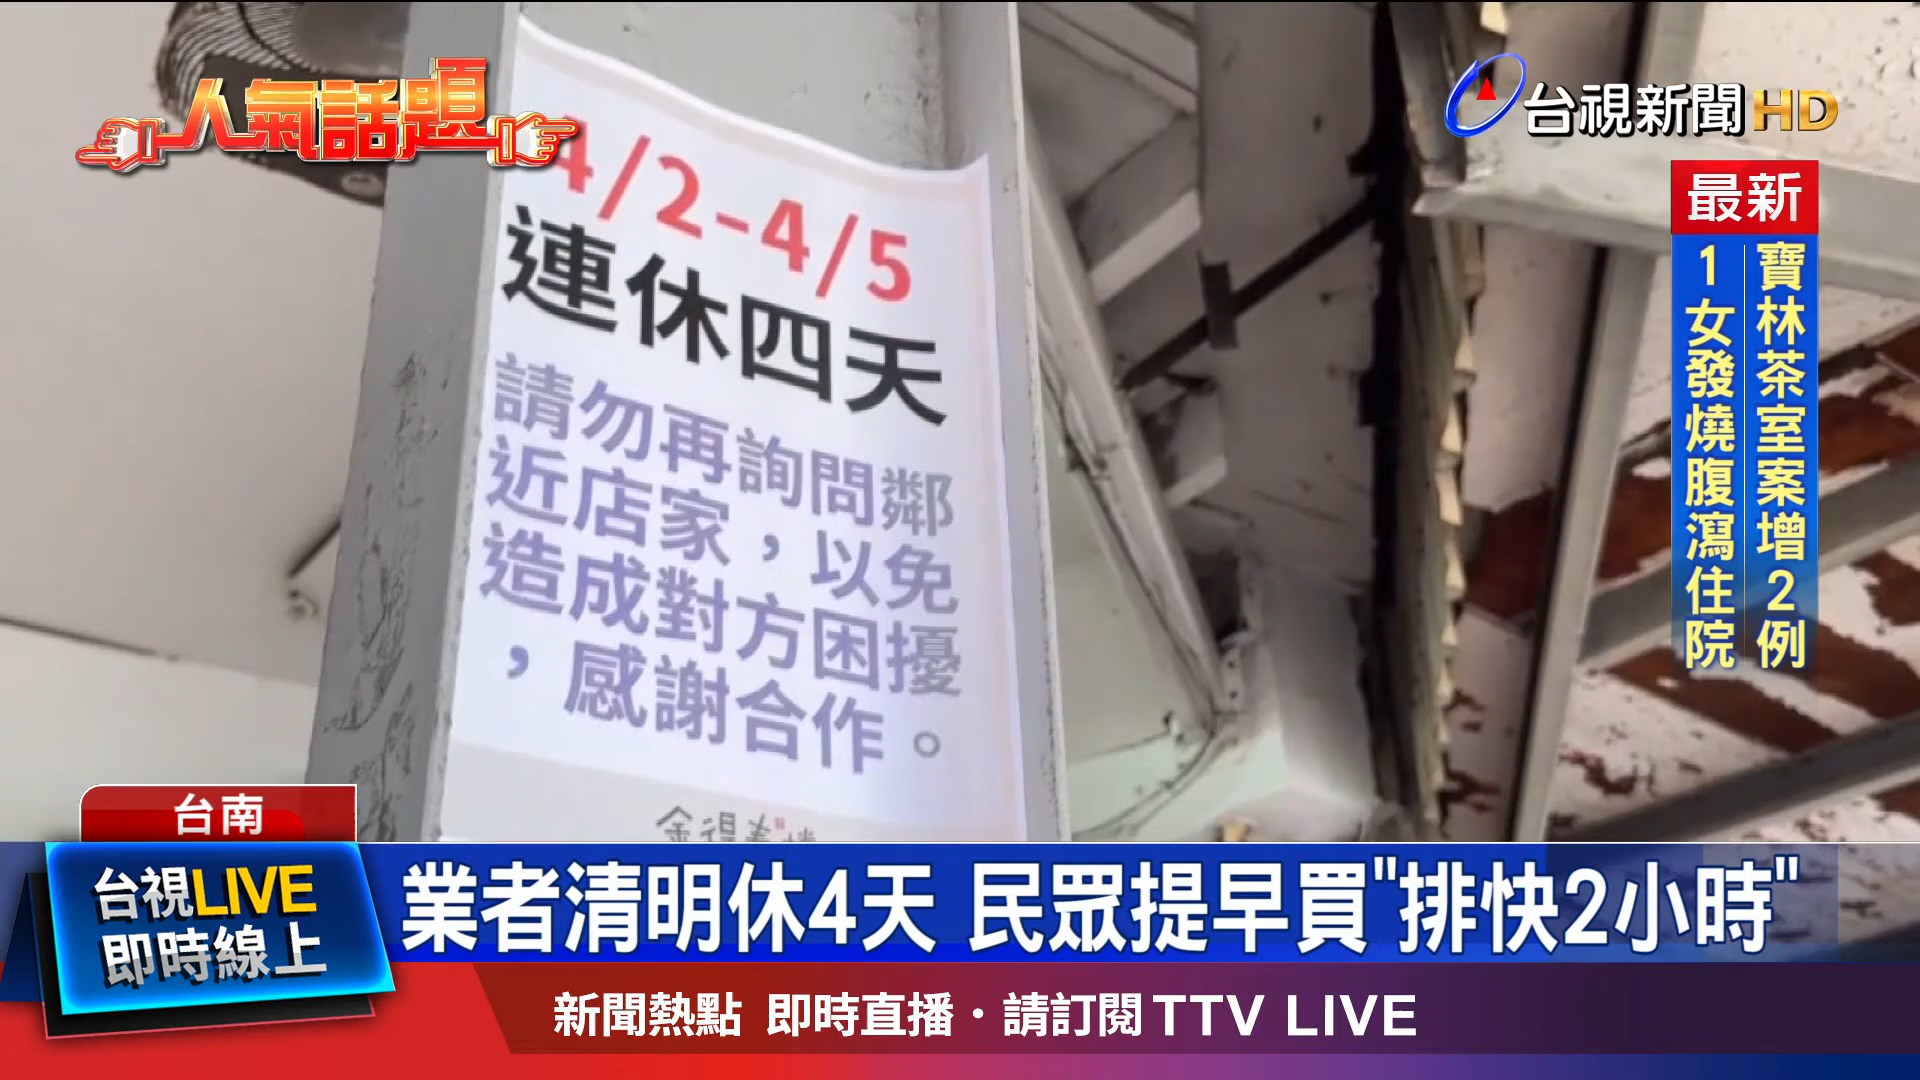 人氣話題
台視新聞HD
4/2-4/5
連休四天
請勿再詢問鄰
近店家，以免
造成對方困擾
，感謝合作。
最新
寶林茶室案增2例
1女發燒腹瀉住院
台南
台視LIVE
即時線上
業者清明休4天 民眾提早買"排快2小時"
新聞熱點 即時直播·請訂閱TTV LIVE